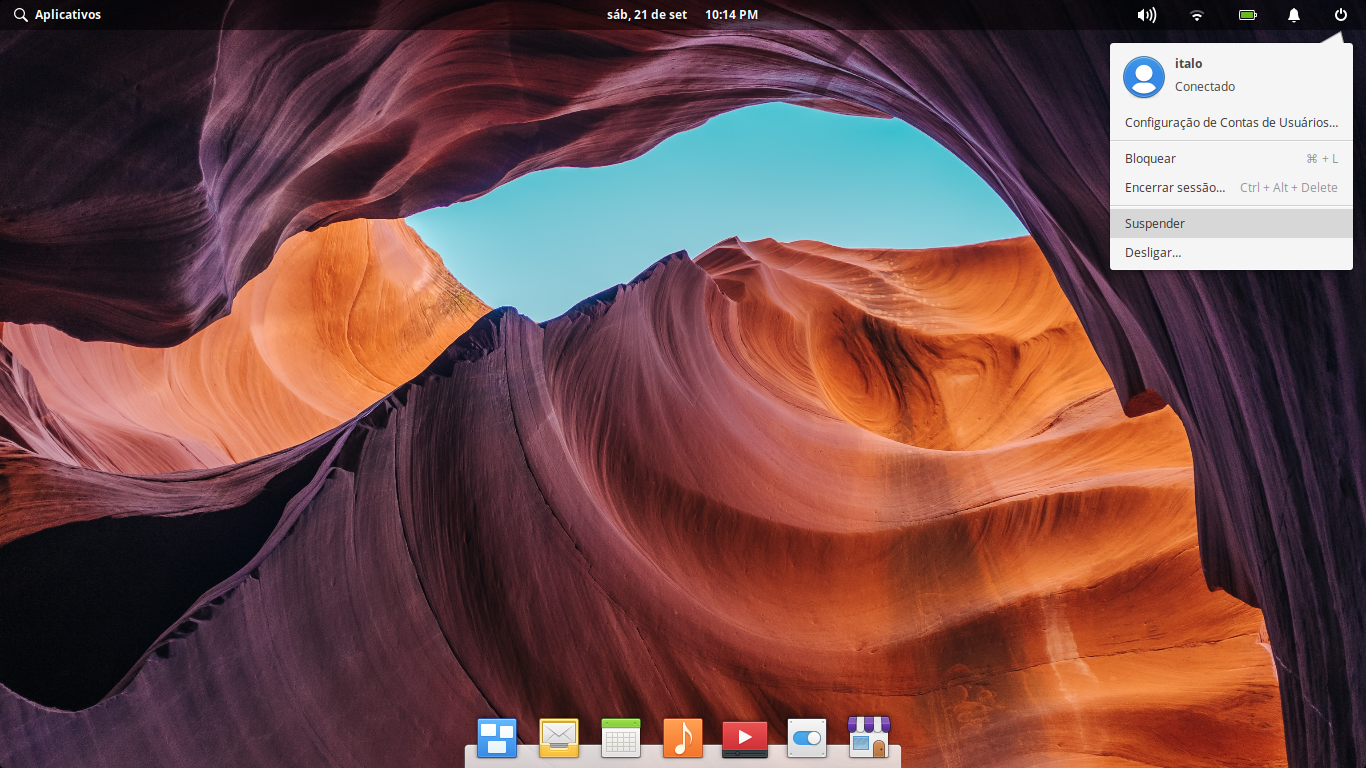 Aplicativos
sáb, 21 de set 10:14 PM
italo
Conectado
Configuração de Contas de Usuários...
Bloquear ⌘ + L
Encerrar sessão... Ctrl + Alt + Delete
Suspender
Desligar...